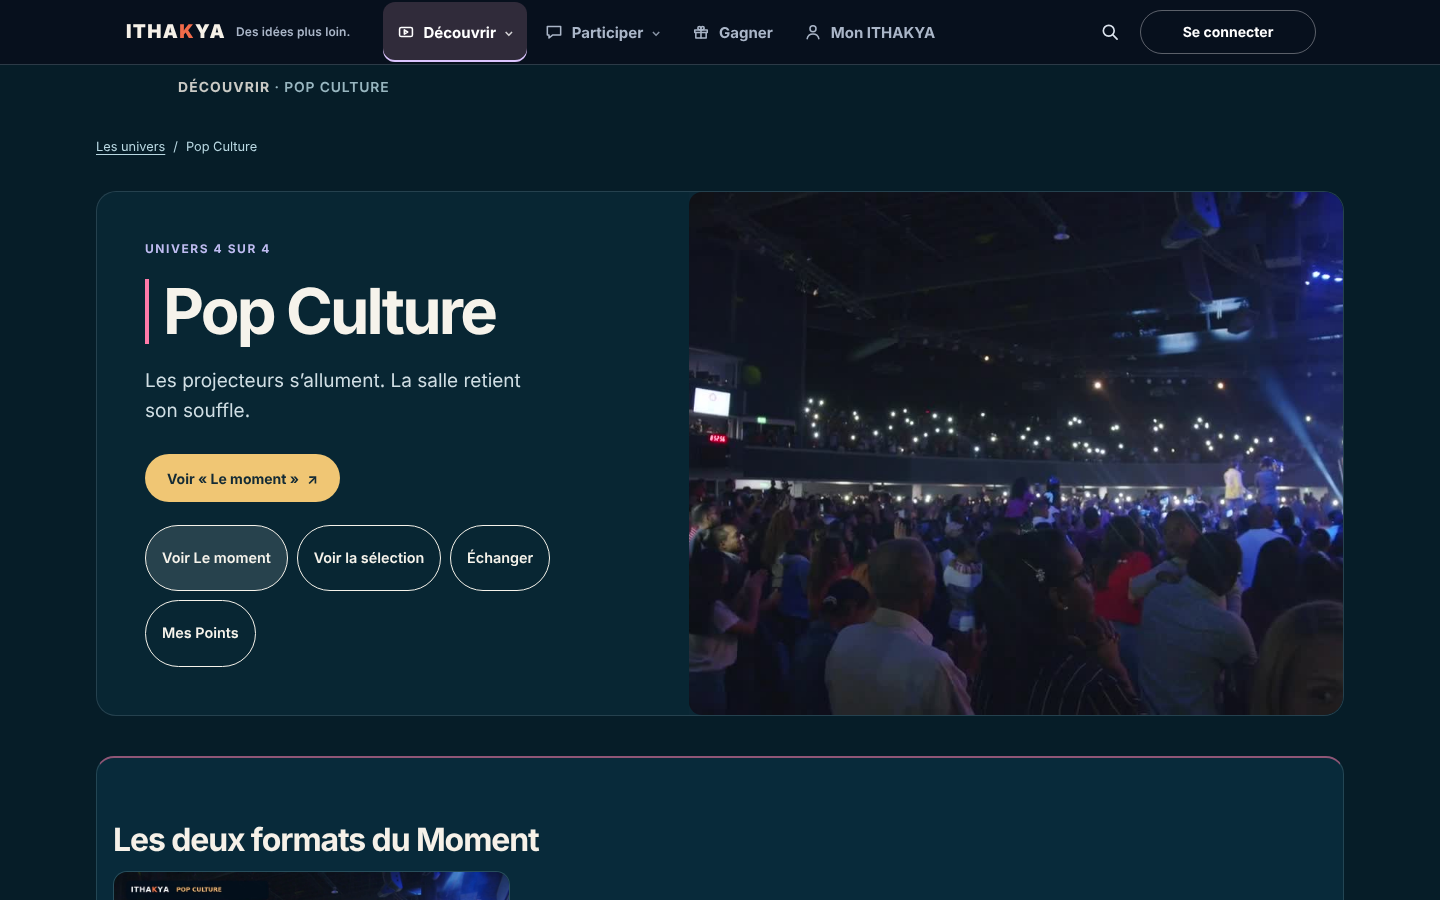 ITHAKYA Des idées plus loin. Découvrir Participer Gagner Mon ITHAKYA Se connecter
DÉCOUVRIR · POP CULTURE
Les univers / Pop Culture
UNIVERS 4 SUR 4
Pop Culture
Les projecteurs s’allument. La salle retient
son souffle.
Voir « Le moment »
Voir Le moment Voir la sélection Échanger
Mes Points
Les deux formats du Moment
ITHAKYA POP CULTURE